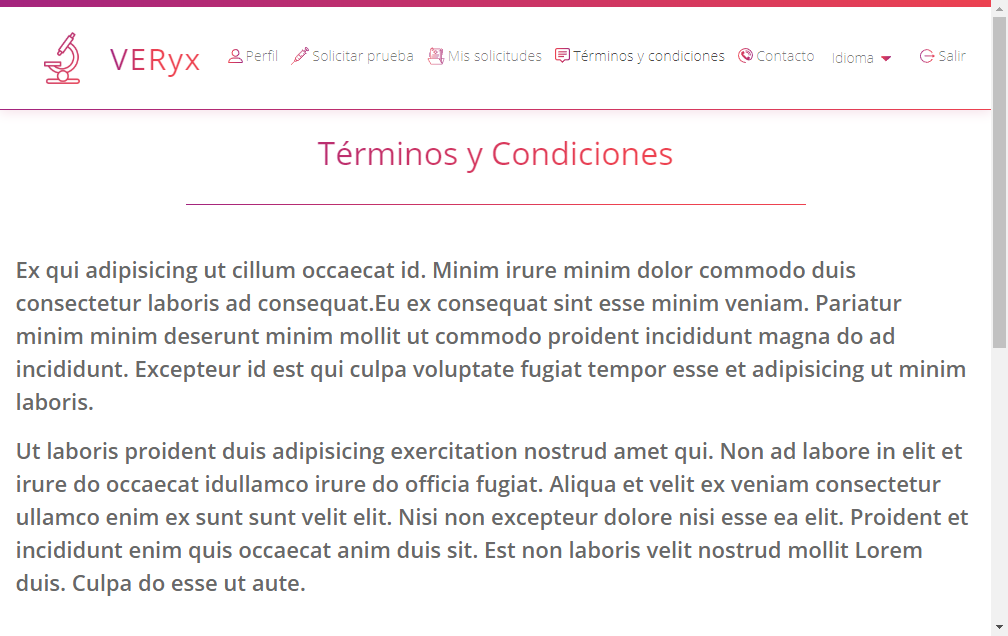 VERyx Perfil Solicitar prueba Mis solicitudes Términos y condiciones Contacto Idioma Salir
Términos y Condiciones
Ex qui adipisicing ut cillum occaecat id. Minim irure minim dolor commodo duis
consectetur laboris ad consequat.Eu ex consequat sint esse minim veniam. Pariatur
minim minim deserunt minim mollit ut commodo proident incididunt magna do ad
incididunt. Excepteur id est qui culpa voluptate fugiat tempor esse et adipisicing ut minim
laboris.
Ut laboris proident duis adipisicing exercitation nostrud amet qui. Non ad labore in elit et
irure do occaecat idullamco irure do officia fugiat. Aliqua et velit ex veniam consectetur
ullamco enim ex sunt sunt velit elit. Nisi non excepteur dolore nisi esse ea elit. Proident et
incididunt enim quis occaecat anim duis sit. Est non laboris velit nostrud mollit Lorem
duis. Culpa do esse ut aute.